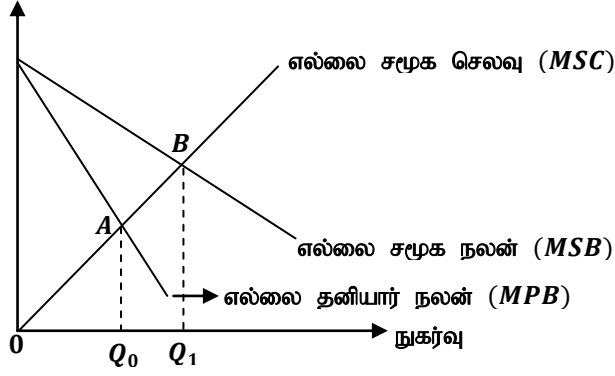 எல்லை சமூக செலவு (MSC)
B
A
எல்லை சமூக நலன் (MSB)
எல்லை தனியார் நலன் (MPB)
0
Q₀
Q₁
நுகர்வு